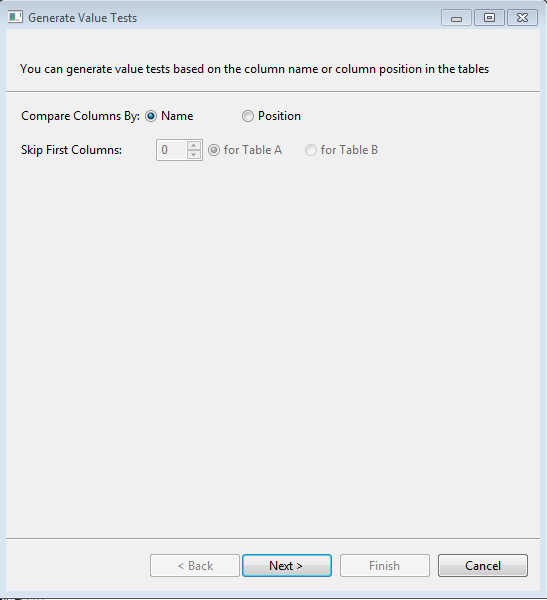 Generate Value Tests
You can generate value tests based on the column name or column position in the tables
Compare Columns By: Name Position
Skip First Columns: 0 for Table A for Table B
< Back Next > Finish Cancel